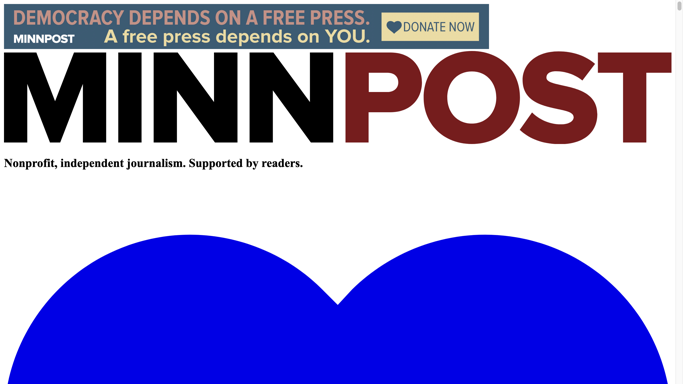 DEMOCRACY DEPENDS ON A FREE PRESS.
MINNPOST A free press depends on YOU.
DONATE NOW
MINNPOST
Nonprofit, independent journalism. Supported by readers.